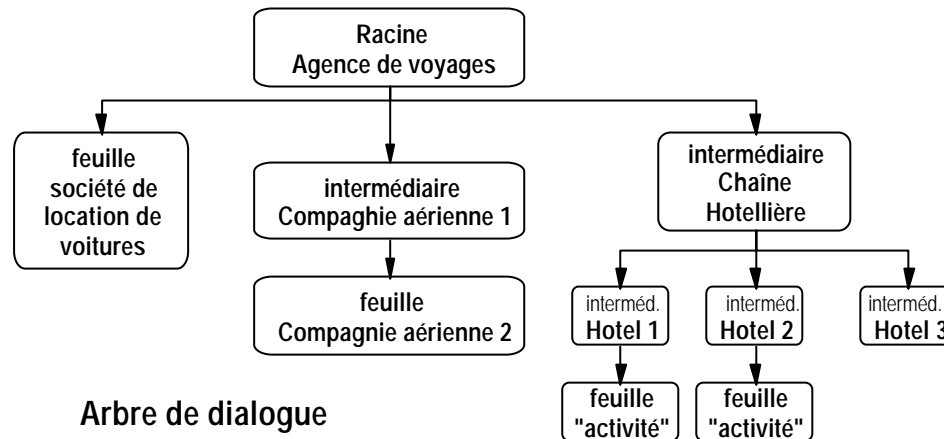 Racine
Agence de voyages
feuille
société de
location de
voitures
intermédiaire
Compaghie aérienne 1
intermédiaire
Chaîne
Hotellière
feuille
Compagnie aérienne 2
interméd.
Hotel 1
interméd.
Hotel 2
interméd.
Hotel 3
feuille
"activité"
feuille
"activité"
Arbre de dialogue